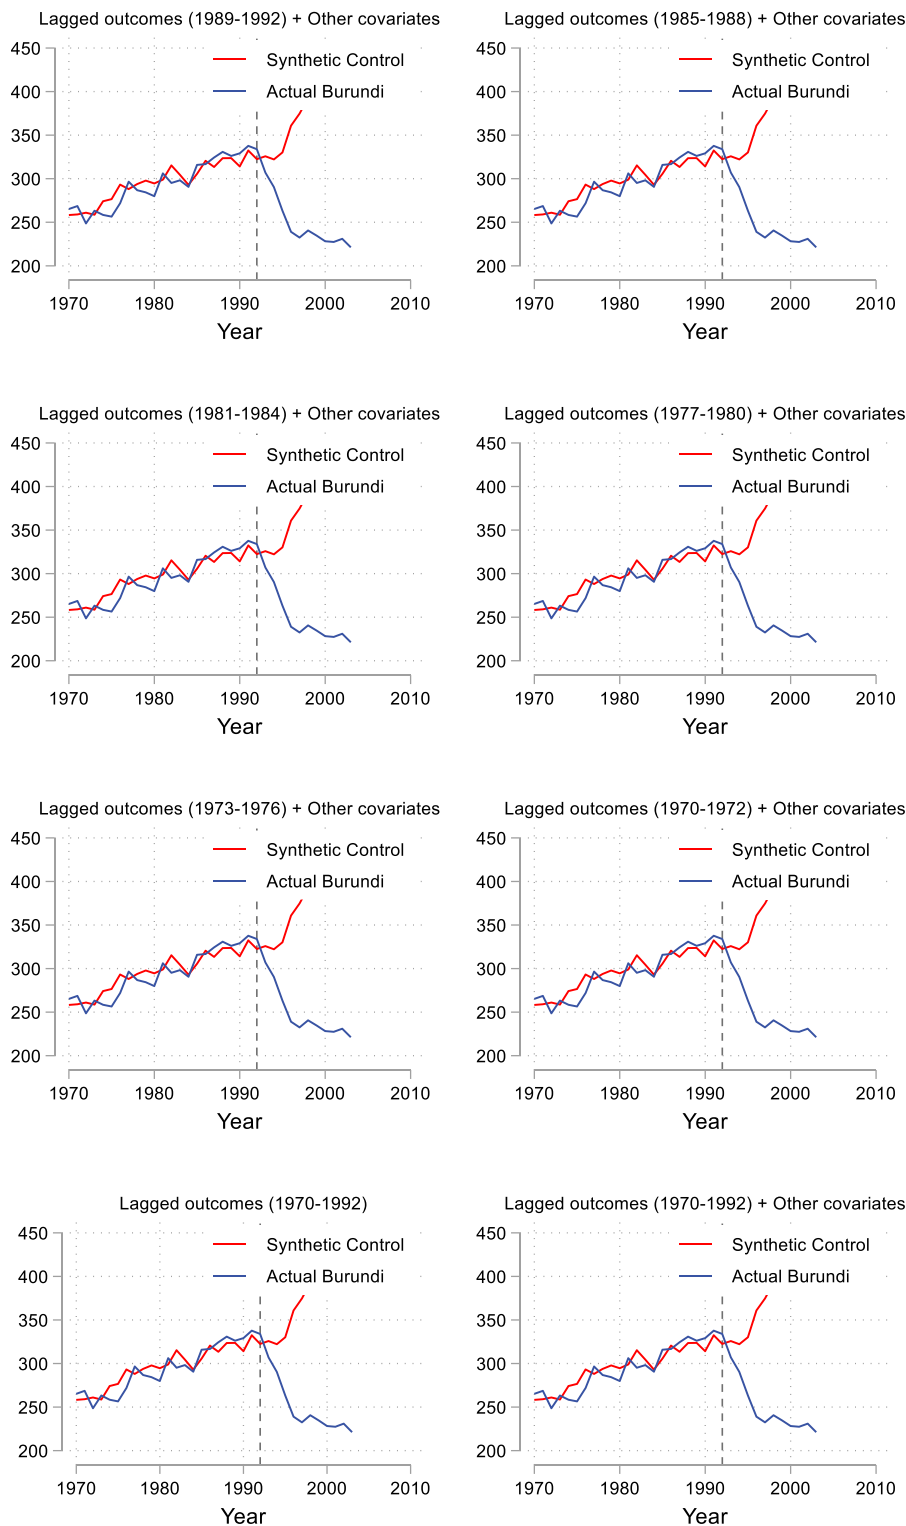 Lagged outcomes (1989-1992) + Other covariates
450
400
350
300
250
200
Synthetic Control
Actual Burundi
1970 1980 1990 2000 2010
Year
Lagged outcomes (1985-1988) + Other covariates
450
400
350
300
250
200
Synthetic Control
Actual Burundi
1970 1980 1990 2000 2010
Year
Lagged outcomes (1981-1984) + Other covariates
450
400
350
300
250
200
Synthetic Control
Actual Burundi
1970 1980 1990 2000 2010
Year
Lagged outcomes (1977-1980) + Other covariates
450
400
350
300
250
200
Synthetic Control
Actual Burundi
1970 1980 1990 2000 2010
Year
Lagged outcomes (1973-1976) + Other covariates
450
400
350
300
250
200
Synthetic Control
Actual Burundi
1970 1980 1990 2000 2010
Year
Lagged outcomes (1970-1972) + Other covariates
450
400
350
300
250
200
Synthetic Control
Actual Burundi
1970 1980 1990 2000 2010
Year
Lagged outcomes (1970-1992)
450
400
350
300
250
200
Synthetic Control
Actual Burundi
1970 1980 1990 2000 2010
Year
Lagged outcomes (1970-1992) + Other covariates
450
400
350
300
250
200
Synthetic Control
Actual Burundi
1970 1980 1990 2000 2010
Year